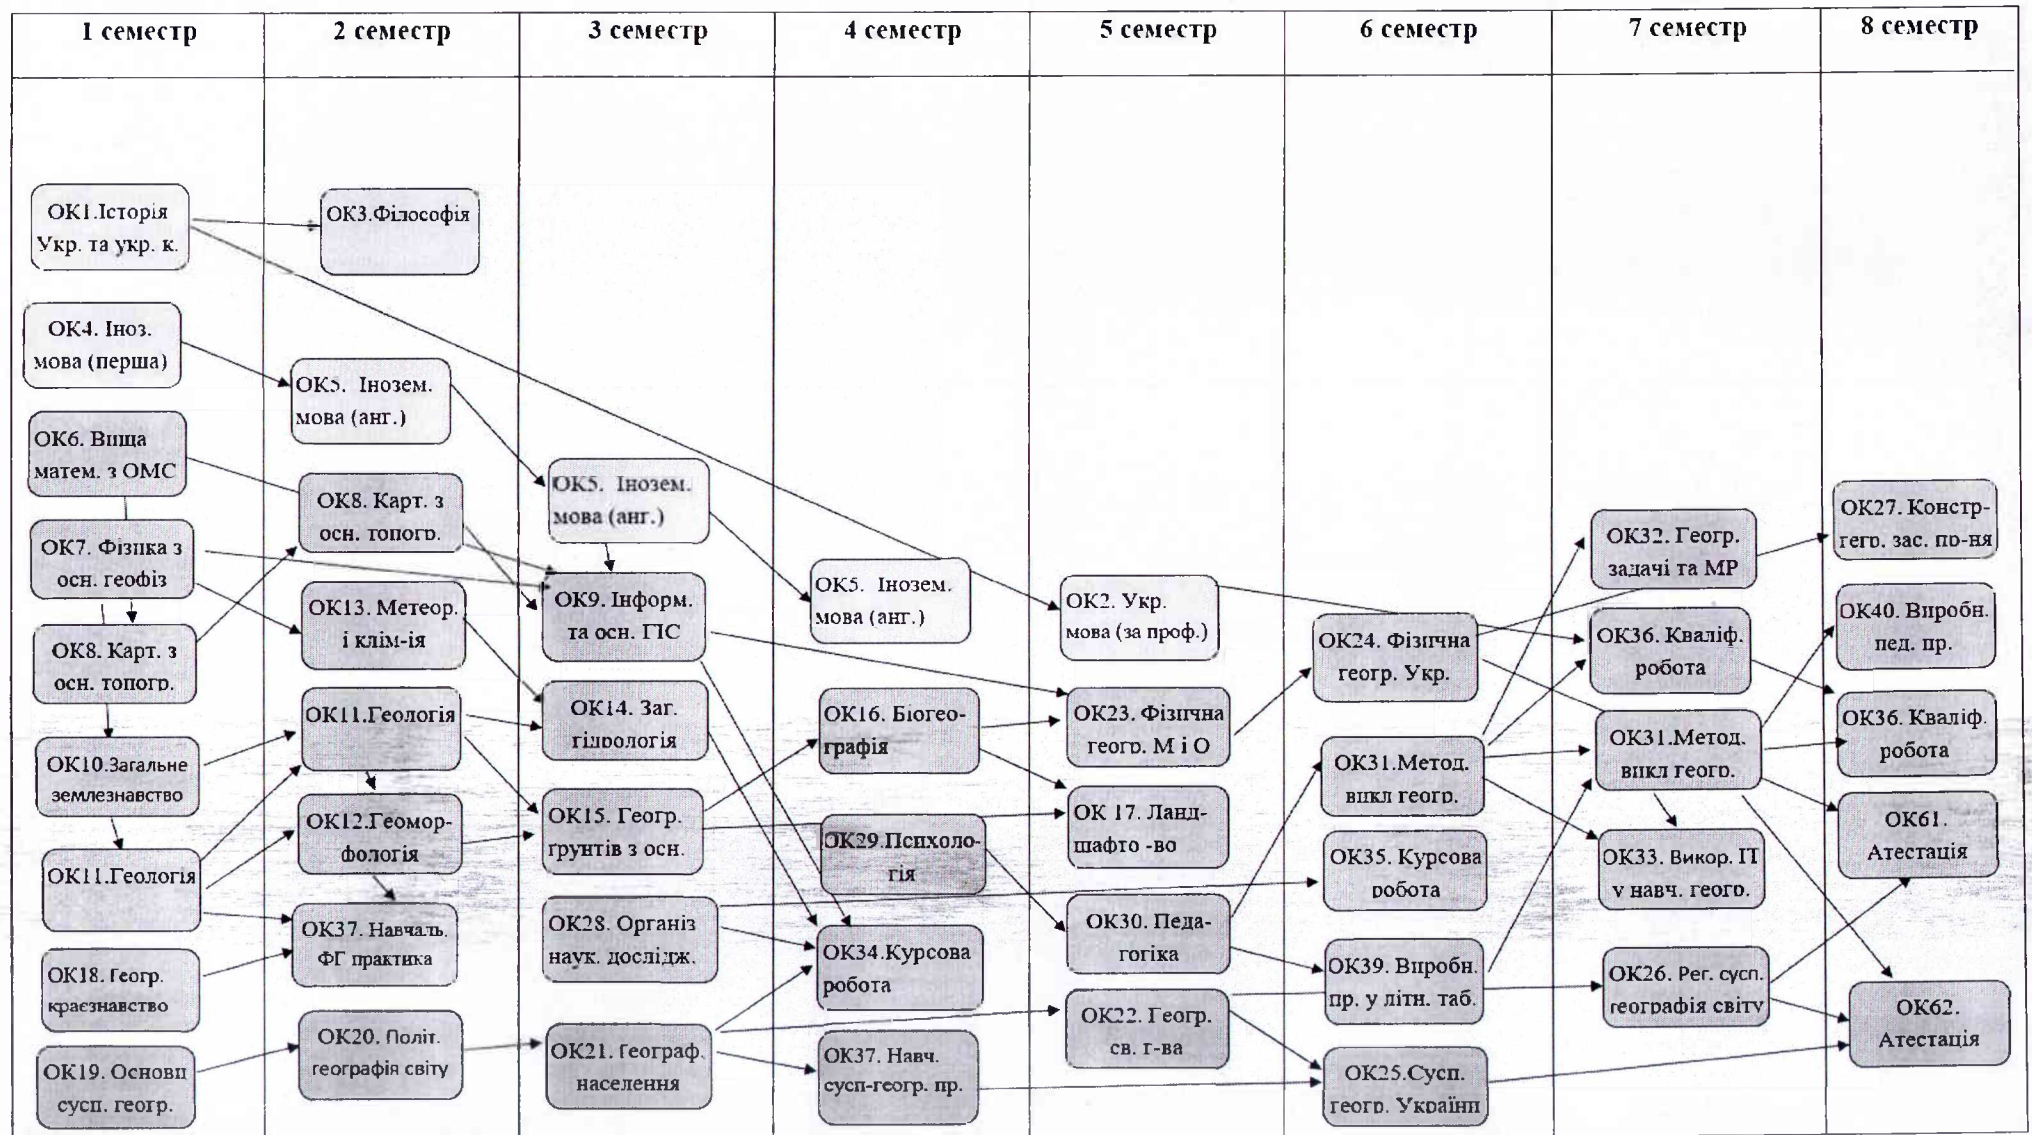 1 семестр
2 семестр
3 семестр
4 семестр
5 семестр
6 семестр
7 семестр
8 семестр
ОК1.Історія
Укр. та укр. к.
ОК4. Іноз.
мова (перша)
ОК6. Вища
матем. з ОМС
ОК7. Фізика з
осн. геофіз
ОК8. Карт. з
осн. топогр.
ОК10.Загальне
землезнавство
ОК11.Геологія
ОК18. Геогр.
краєзнавство
ОК19. Основи
сусп. геогр.
ОК3.Філософія
ОК5. Інозем.
мова (анг.)
ОК8. Карт. з
осн. топогр.
ОК13. Метеор.
і клім-ія
ОК11.Геологія
ОК12.Геомор-
фологія
ОК37. Навчаль.
ФГ практика
ОК20. Політ.
географія світу
ОК5. Інозем.
мова (анг.)
ОК9. Інформ.
та осн. ГІС
ОК14. Заг.
гідрологія
ОК15. Геогр.
ґрунтів з осн.
ОК28. Організ
наук. дослідж.
ОК21. Географ.
населення
ОК5. Інозем.
мова (анг.)
ОК16. Біогео-
графія
ОК29.Психоло-
гія
ОК34.Курсова
робота
ОК37. Навч.
сусп-геогр. пр.
ОК2. Укр.
мова (за проф.)
ОК23. Фізична
геогр. М і О
ОК 17. Ланд-
шафто -во
ОК30. Педа-
гогіка
ОК22. Геогр.
св. г-ва
ОК24. Фізична
геогр. Укр.
ОК31.Метод.
викл геогр.
ОК35. Курсова
робота
ОК39. Виробн.
пр. у літн. таб.
ОК25.Сусп.
геогр. України
ОК32. Геогр.
задачі та МР
ОК36. Кваліф.
робота
ОК31.Метод.
викл геогр.
ОК33. Викор. ІТ
у навч. геогр.
ОК26. Рег. сусп.
географія світу
ОК27. Констр-
геогр. зас. пр-ня
ОК40. Виробн.
пед. пр.
ОК36. Кваліф.
робота
ОК61.
Атестація
ОК62.
Атестація